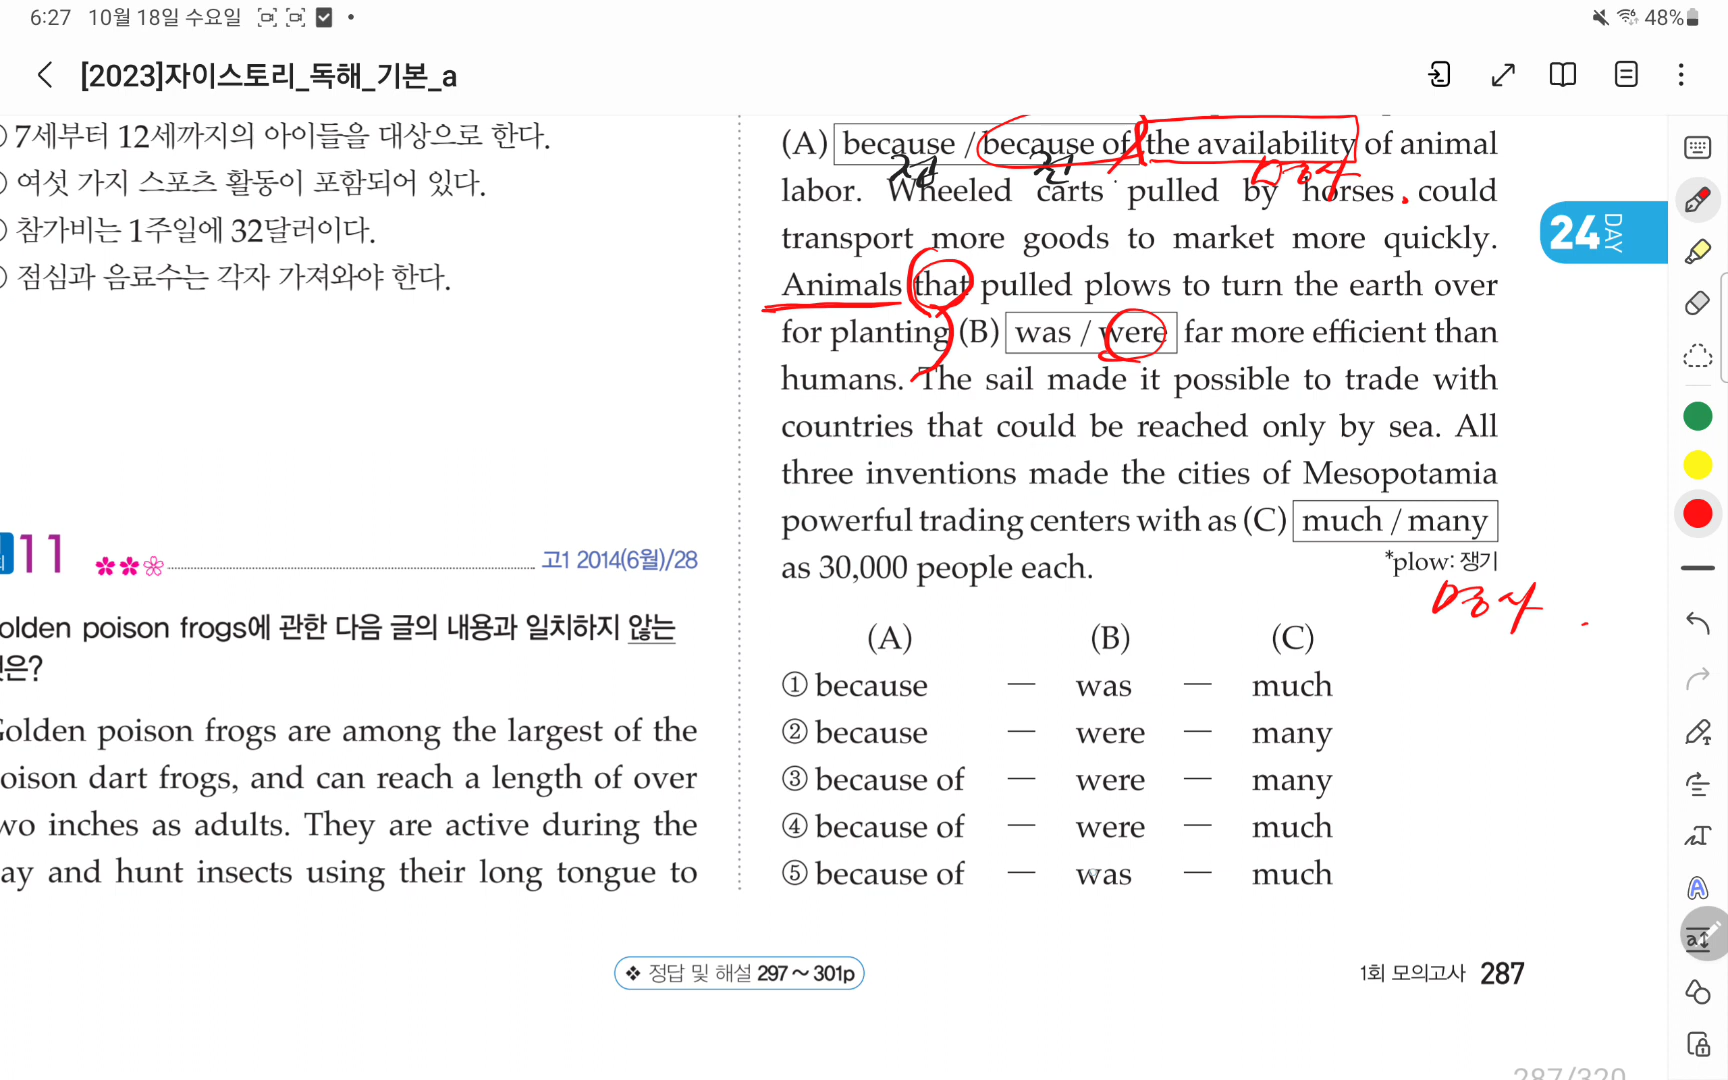 6:27 10월 18일 수요일
48%
[2023]자이스토리_독해_기본_a
7세부터 12세까지의 아이들을 대상으로 한다.
여섯 가지 스포츠 활동이 포함되어 있다.
참가비는 1주일에 32달러이다.
점심과 음료수는 각자 가져와야 한다.
11
고1 2014(6월)/28
olden poison frogs에 관한 다음 글의 내용과 일치하지 않는
은?
olden poison frogs are among the largest of the
oison dart frogs, and can reach a length of over
wo inches as adults. They are active during the
ay and hunt insects using their long tongue to
(A) because / because of the availability of animal
접 전 명사
labor. Wheeled carts pulled by horses could
transport more goods to market more quickly.
Animals that pulled plows to turn the earth over
for planting (B) was / were far more efficient than
humans. The sail made it possible to trade with
countries that could be reached only by sea. All
three inventions made the cities of Mesopotamia
powerful trading centers with as (C) much / many
as 30,000 people each.
*plow: 쟁기
명사
(A) (B) (C)
① because — was — much
② because — were — many
③ because of — were — many
④ because of — were — much
⑤ because of — was — much
24 DAY
❖ 정답 및 해설 297～301p
1회 모의고사 287
287/320